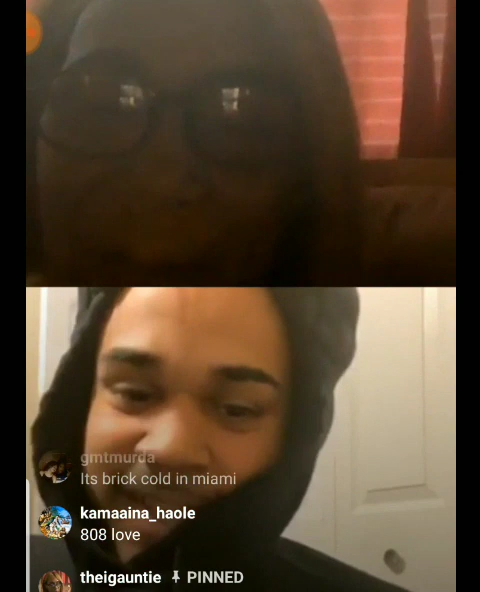 gmtmurda
Its brick cold in miami
kamaaina_haole
808 love
theigauntie PINNED